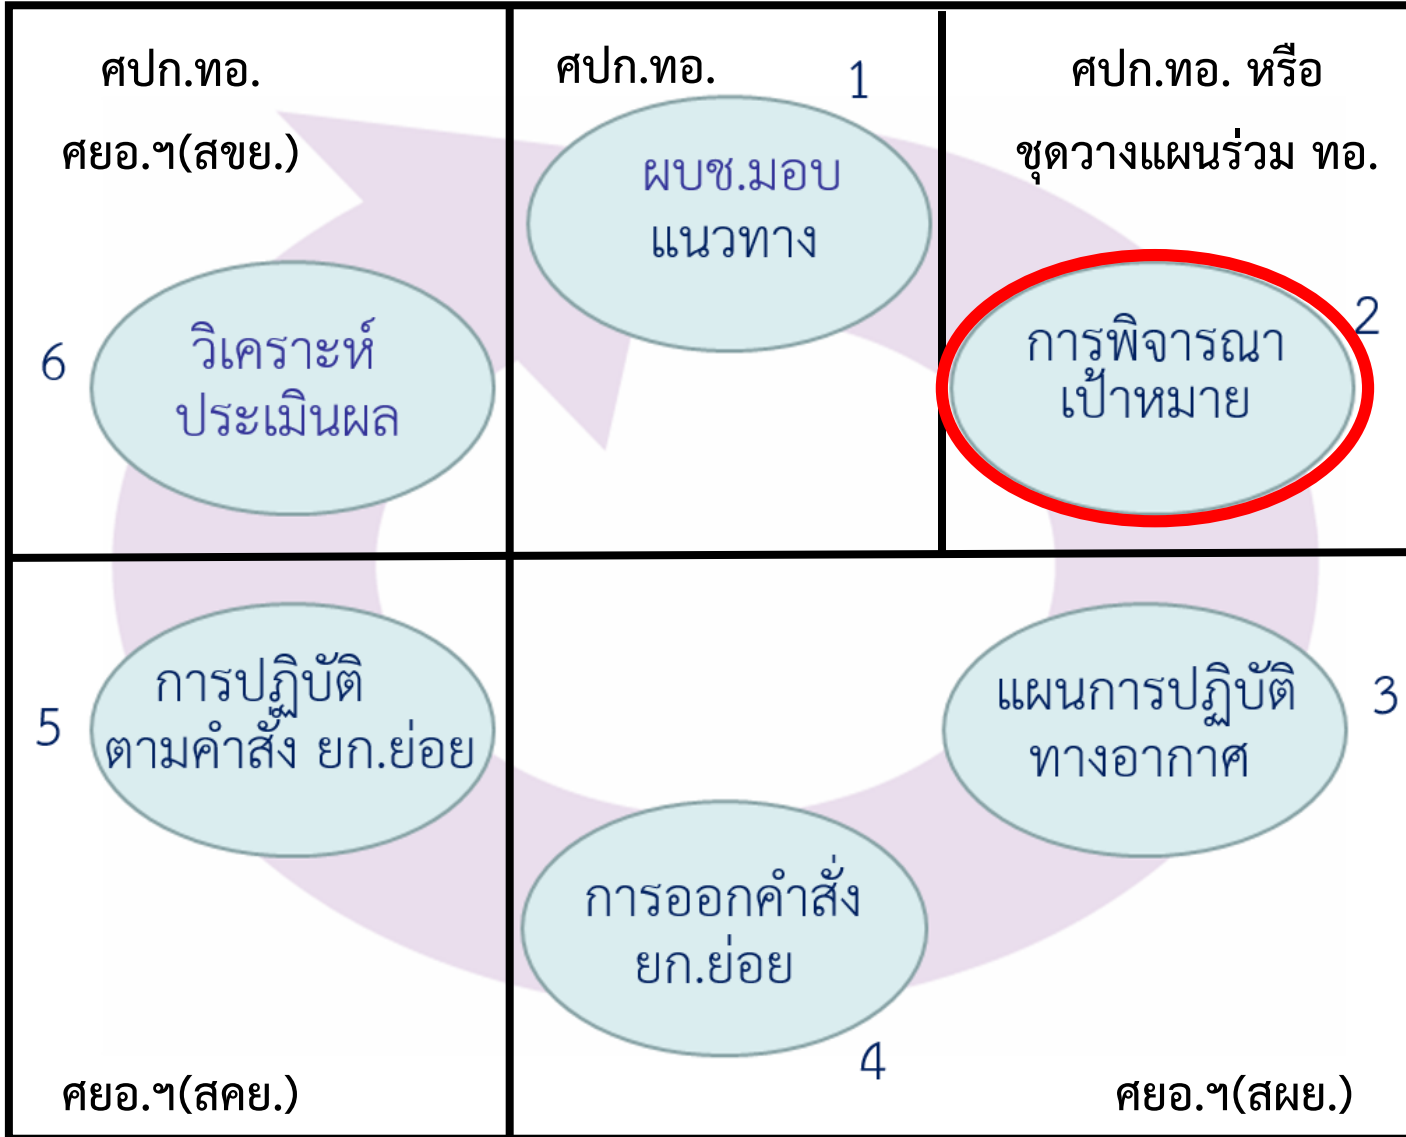 ศปก.ทอ.
ศยอ.ฯ(สขย.)
ศปก.ทอ.
1
ผบช.มอบ
แนวทาง
ศปก.ทอ. หรือ
ชุดวางแผนร่วม ทอ.
2
การพิจารณา
เป้าหมาย
6
วิเคราะห์
ประเมินผล
5
การปฏิบัติ
ตามคำสั่ง ยก.ย่อย
ศยอ.ฯ(สคย.)
3
แผนการปฏิบัติ
ทางอากาศ
การออกคำสั่ง
ยก.ย่อย
4
ศยอ.ฯ(สผย.)